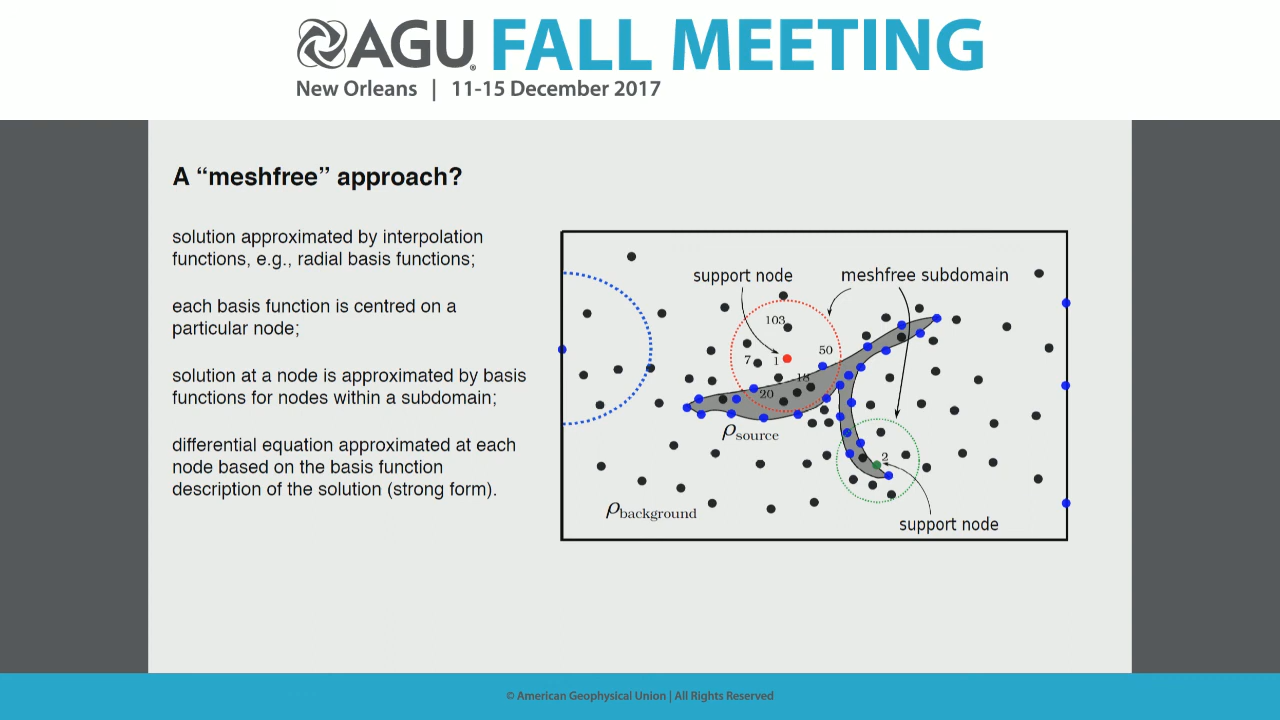 AGU FALL MEETING
New Orleans | 11-15 December 2017
A “meshfree” approach?
solution approximated by interpolation
functions, e.g., radial basis functions;
each basis function is centred on a
particular node;
solution at a node is approximated by basis
functions for nodes within a subdomain;
differential equation approximated at each
node based on the basis function
description of the solution (strong form).
support node
meshfree subdomain
103
50
7
1
18
20
ρsource
2
ρbackground
support node
© American Geophysical Union | All Rights Reserved